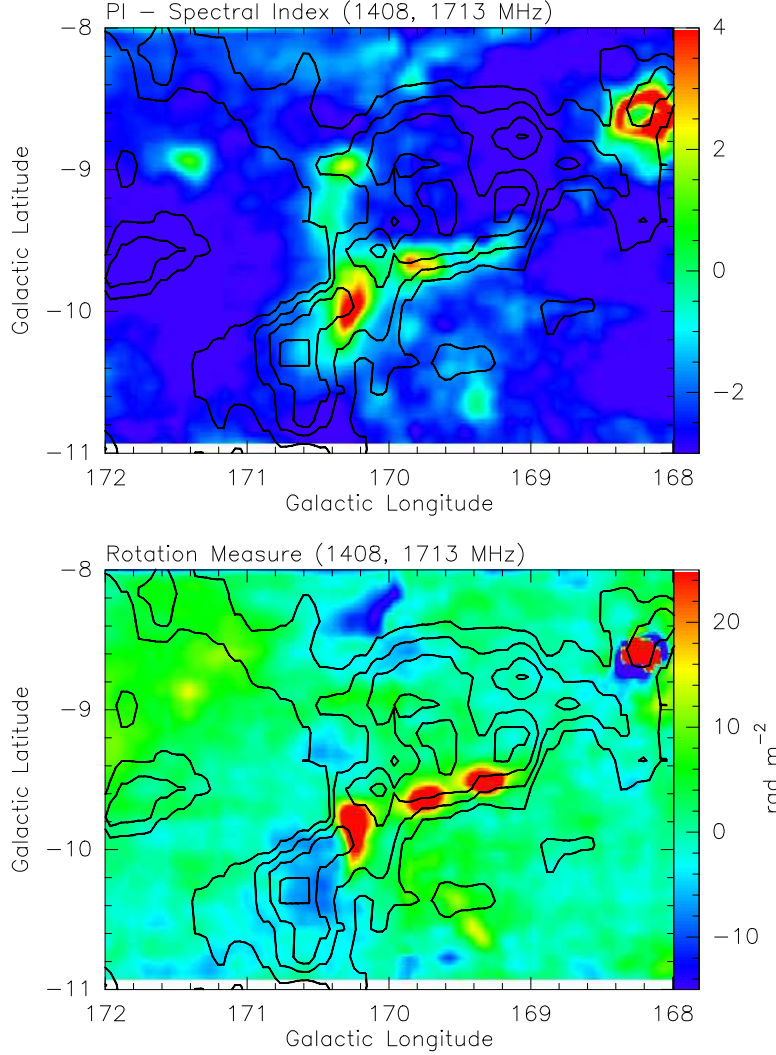 PI – Spectral Index (1408, 1713 MHz)
−8
−9
−10
−11
Galactic Latitude
172 171 170 169 168
Galactic Longitude
4
2
0
−2
Rotation Measure (1408, 1713 MHz)
−8
−9
−10
−11
Galactic Latitude
172 171 170 169 168
Galactic Longitude
20
10
0
−10
rad m⁻²